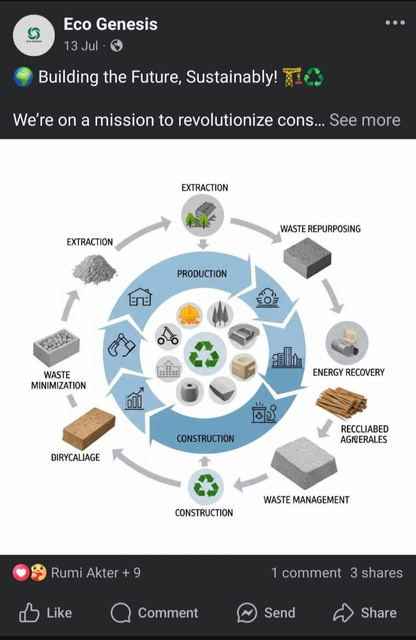 Eco Genesis
13 Jul ·
🌍 Building the Future, Sustainably! 🏗️♻️
We’re on a mission to revolutionize cons... See more
EXTRACTION
EXTRACTION
WASTE REPURPOSING
PRODUCTION
ENERGY RECOVERY
WASTE
MINIMIZATION
RECCLIABED
AGNERALES
CONSTRUCTION
DIRYCALIAGE
WASTE MANAGEMENT
CONSTRUCTION
Rumi Akter + 9
1 comment 3 shares
Like Comment Send Share